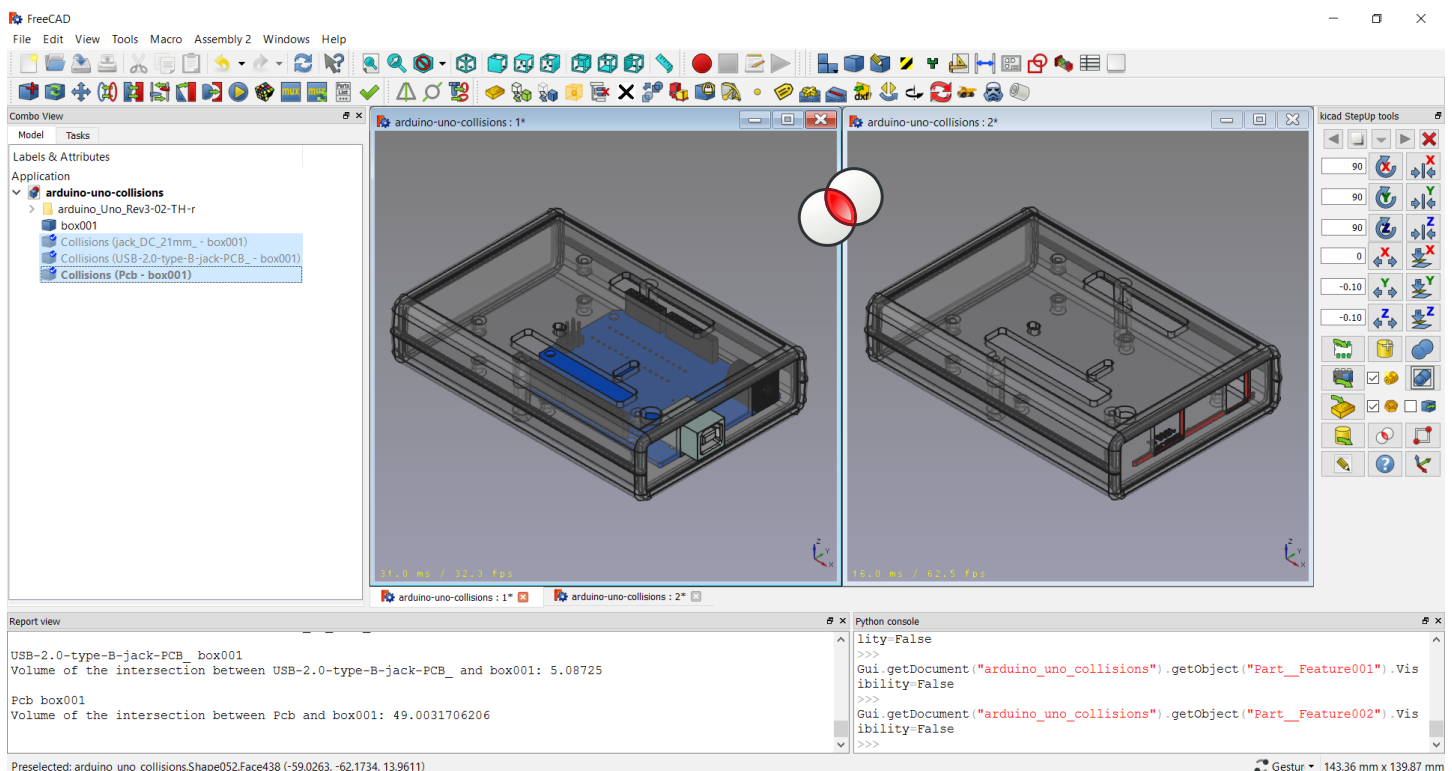 FreeCAD
File Edit View Tools Macro Assembly 2 Windows Help
Combo View
Model Tasks
Labels & Attributes
Application
arduino-uno-collisions
arduino_Uno_Rev3-02-TH-r
box001
Collisions (jack_DC_21mm_ - box001)
Collisions (USB-2.0-type-B-jack-PCB_ - box001)
Collisions (Pcb - box001)
arduino-uno-collisions : 1*
31.0 ms / 32.3 fps
Z
Y
X
arduino-uno-collisions : 2*
16.0 ms / 62.5 fps
Z
Y
X
arduino-uno-collisions : 1*
arduino-uno-collisions : 2*
kicad StepUp tools
90 X X
90 Y Y
90 Z Z
0 X X
-0.10 Y Y
-0.10 Z Z
mux
mux
Parts
List
dxf
Report view
USB-2.0-type-B-jack-PCB_ box001
Volume of the intersection between USB-2.0-type-B-jack-PCB_ and box001: 5.08725
Pcb box001
Volume of the intersection between Pcb and box001: 49.0031706206
Python console
lity=False
>>>
Gui.getDocument("arduino_uno_collisions").getObject("Part__Feature001").Vis
ibility=False
>>>
Gui.getDocument("arduino_uno_collisions").getObject("Part__Feature002").Vis
ibility=False
>>>
Preselected: arduino_uno_collisions.Shape052.Face438 (-59.0263, -62.1734, 13.9611)
Gestur 143.36 mm x 139.87 mm